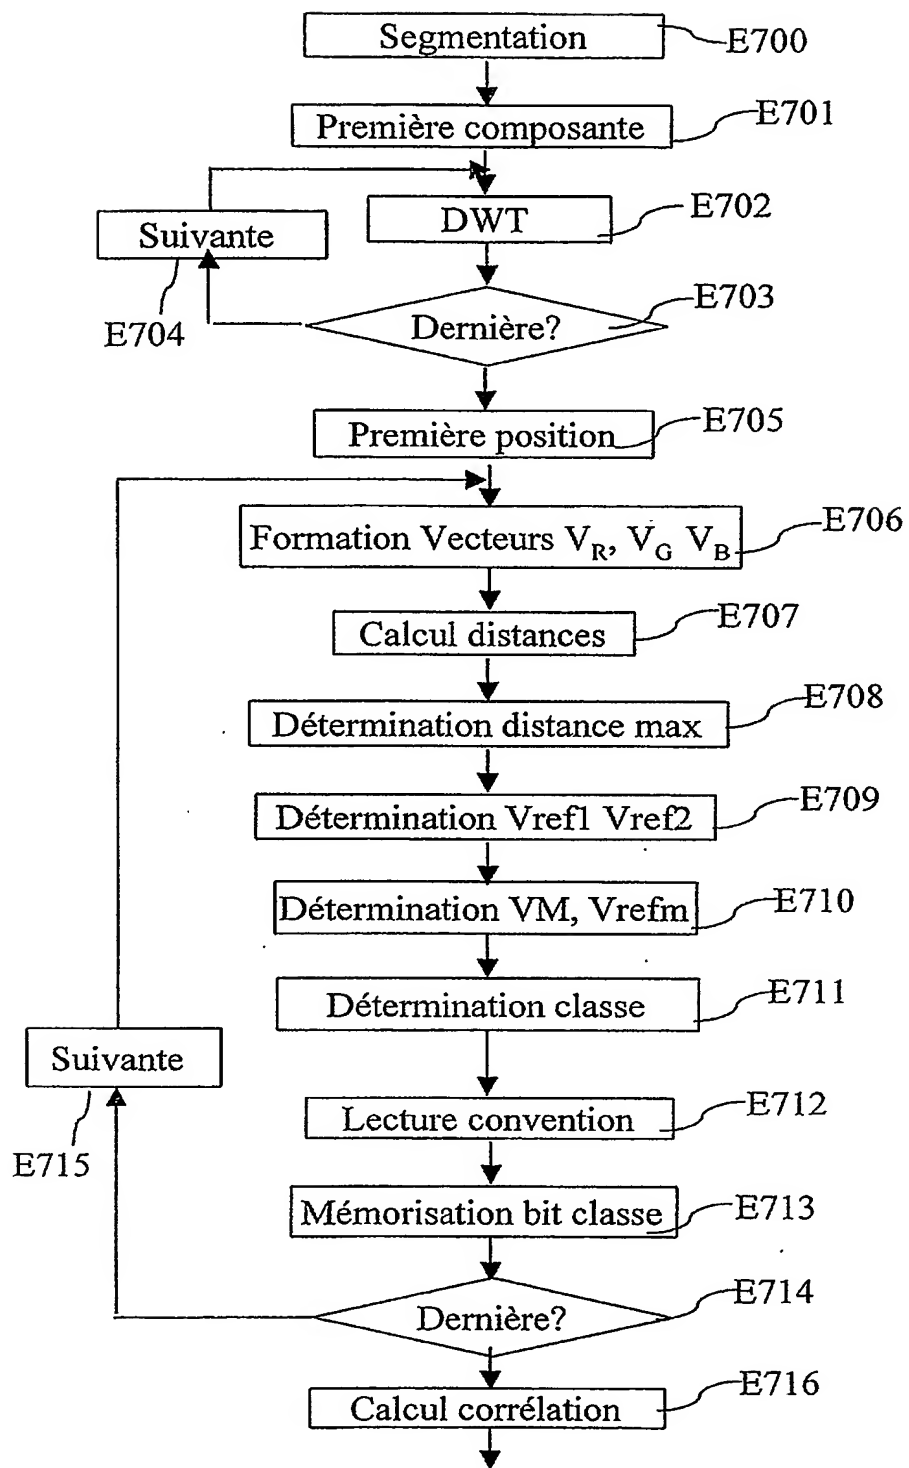 Segmentation E700
Première composante E701
DWT E702
Suivante
E704
Dernière? E703
Première position E705
Formation Vecteurs V_R, V_G V_B E706
Calcul distances E707
Détermination distance max E708
Détermination Vref1 Vref2 E709
Détermination VM, Vrefm E710
Détermination classe E711
Suivante
E715
Lecture convention E712
Mémorisation bit classe E713
Dernière? E714
Calcul corrélation E716